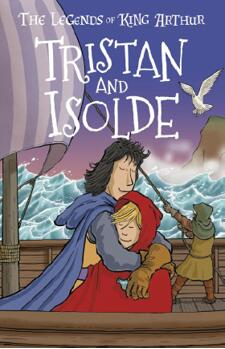 The Legends of King Arthur
Tristan
and
Isolde